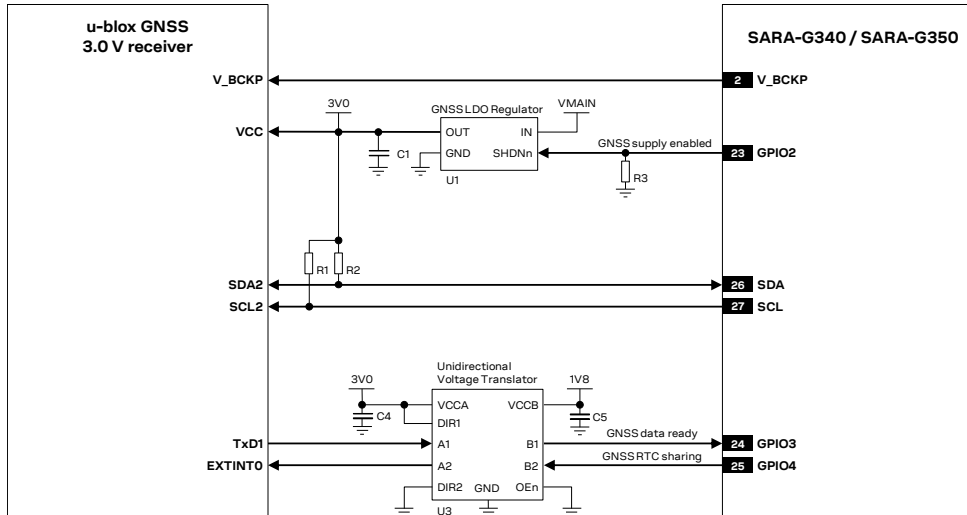 u-blox GNSS
3.0 V receiver
SARA-G340 / SARA-G350
V_BCKP
2 V_BCKP
3V0
GNSS LDO Regulator
VMAIN
VCC
OUT
IN
GND
SHDNn
GNSS supply enabled
23 GPIO2
C1
U1
R3
R1
R2
SDA2
26 SDA
SCL2
27 SCL
Unidirectional
Voltage Translator
3V0
1V8
VCCA
VCCB
C4
DIR1
C5
TxD1
A1
B1
GNSS data ready
24 GPIO3
EXTINT0
A2
B2
GNSS RTC sharing
25 GPIO4
DIR2
GND
OEn
U3